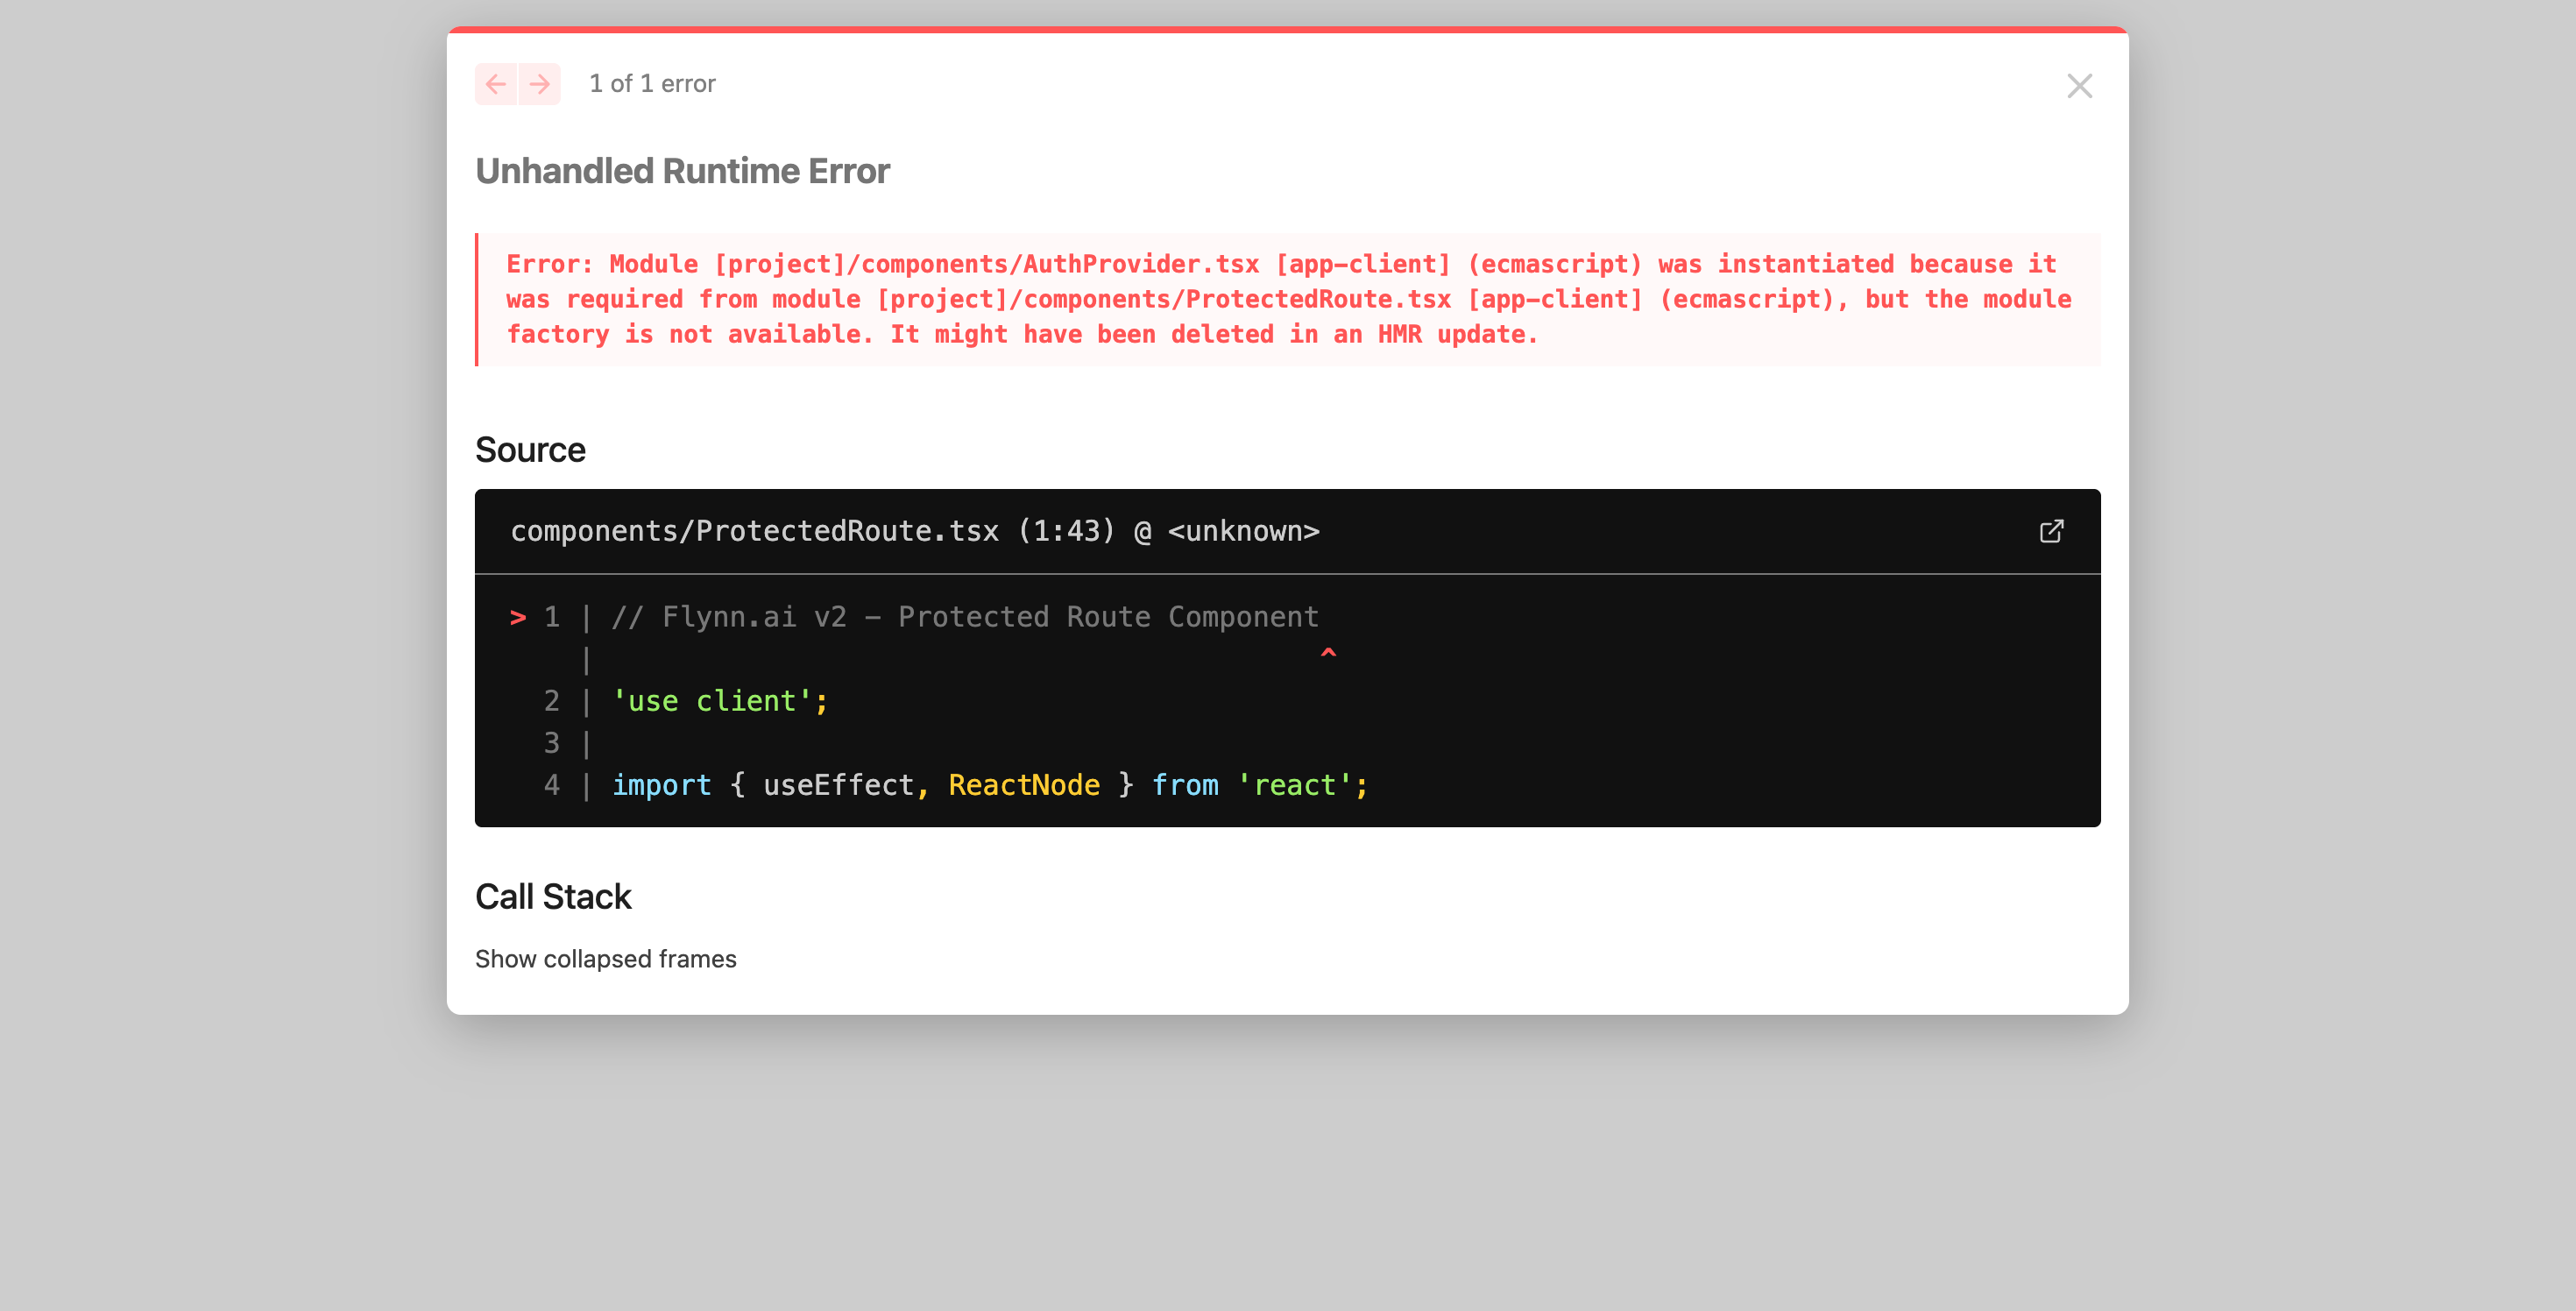 1 of 1 error
Unhandled Runtime Error
Error: Module [project]/components/AuthProvider.tsx [app-client] (ecmascript) was instantiated because it
was required from module [project]/components/ProtectedRoute.tsx [app-client] (ecmascript), but the module
factory is not available. It might have been deleted in an HMR update.
Source
components/ProtectedRoute.tsx (1:43) @ <unknown>
> 1 | // Flynn.ai v2 – Protected Route Component
| ^
2 | 'use client';
3 |
4 | import { useEffect, ReactNode } from 'react';
Call Stack
Show collapsed frames